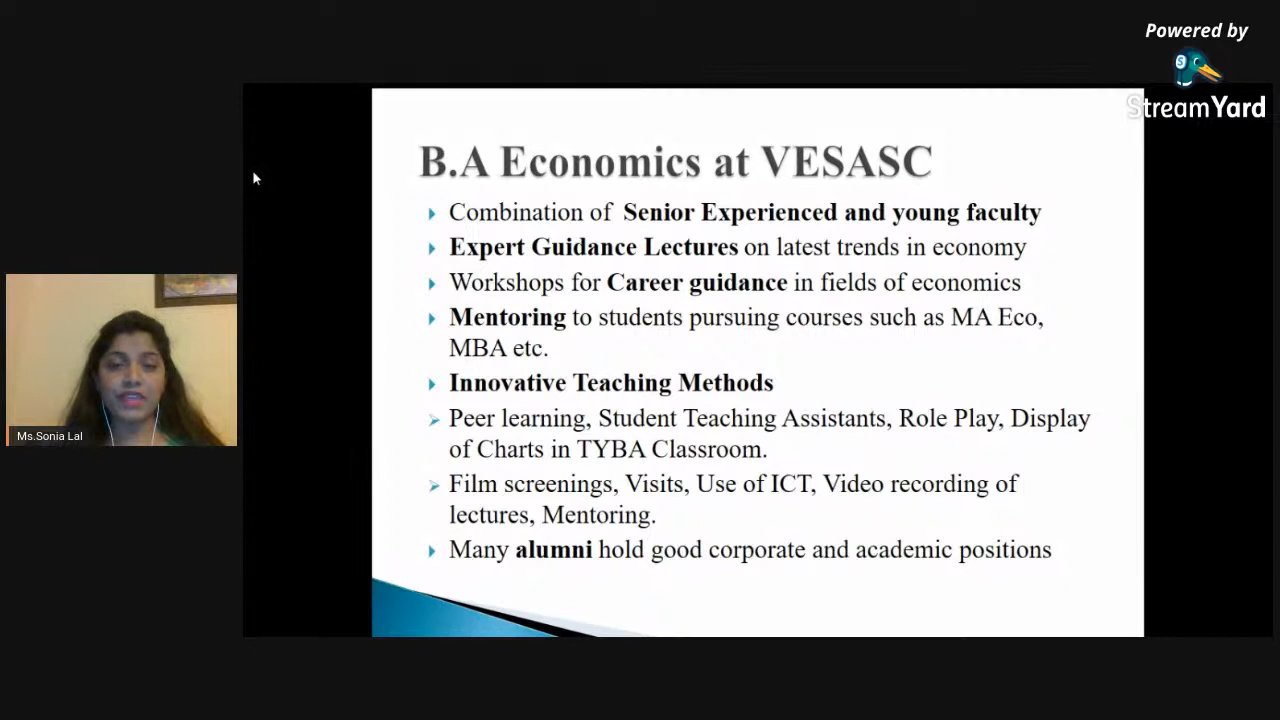 Powered by
StreamYard
B.A Economics at VESASC
Combination of Senior Experienced and young faculty
Expert Guidance Lectures on latest trends in economy
Workshops for Career guidance in fields of economics
Mentoring to students pursuing courses such as MA Eco,
MBA etc.
Innovative Teaching Methods
Peer learning, Student Teaching Assistants, Role Play, Display
of Charts in TYBA Classroom.
Film screenings, Visits, Use of ICT, Video recording of
lectures, Mentoring.
Many alumni hold good corporate and academic positions
Ms.Sonia Lal